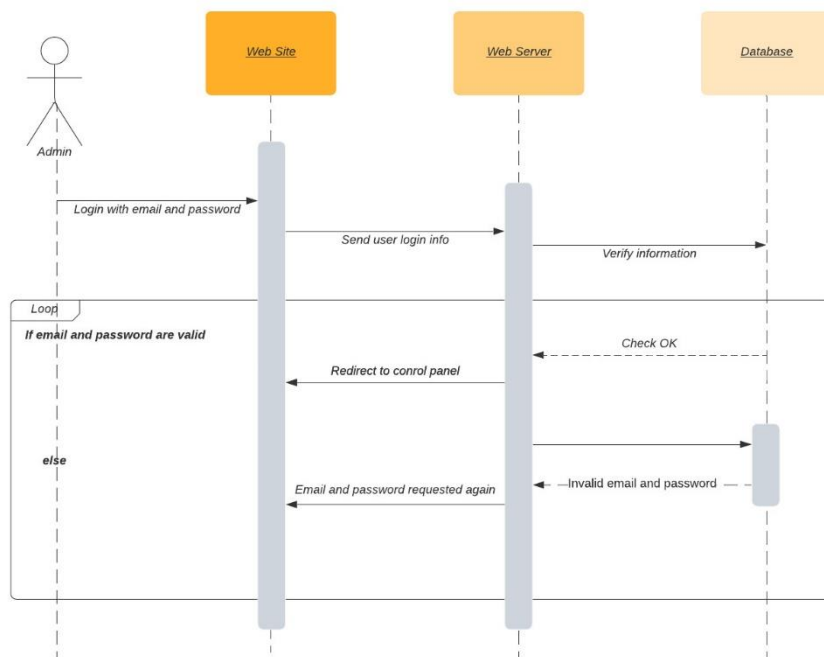 Web Site
Web Server
Database
Admin
Login with email and password
Send user login info
Verify information
Loop
If email and password are valid
Check OK
Redirect to conrol panel
else
Invalid email and password
Email and password requested again